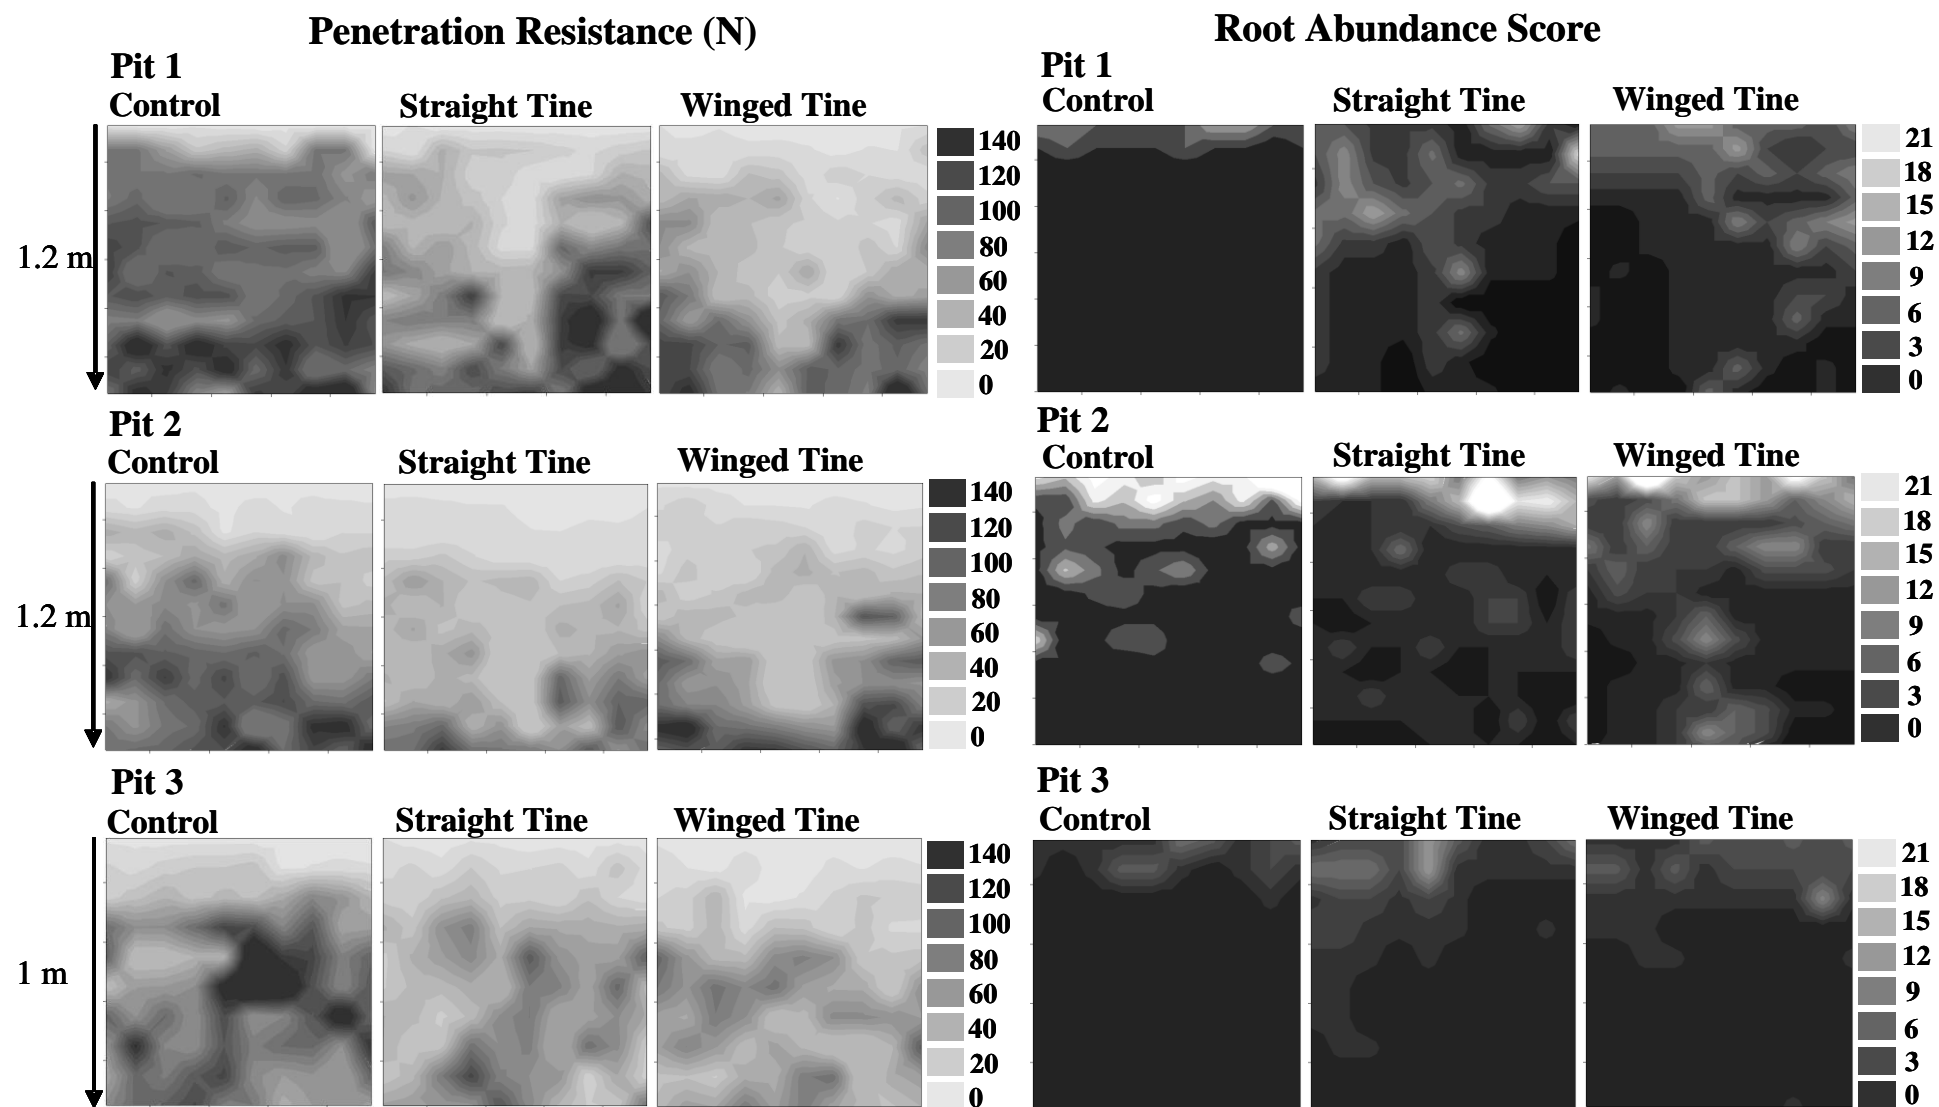 Penetration Resistance (N)
Root Abundance Score
Pit 1
Control
Straight Tine
Winged Tine
1.2 m
140
120
100
80
60
40
20
0
Pit 1
Control
Straight Tine
Winged Tine
21
18
15
12
9
6
3
0
Pit 2
Control
Straight Tine
Winged Tine
1.2 m
140
120
100
80
60
40
20
0
Pit 2
Control
Straight Tine
Winged Tine
21
18
15
12
9
6
3
0
Pit 3
Control
Straight Tine
Winged Tine
1 m
140
120
100
80
60
40
20
0
Pit 3
Control
Straight Tine
Winged Tine
21
18
15
12
9
6
3
0